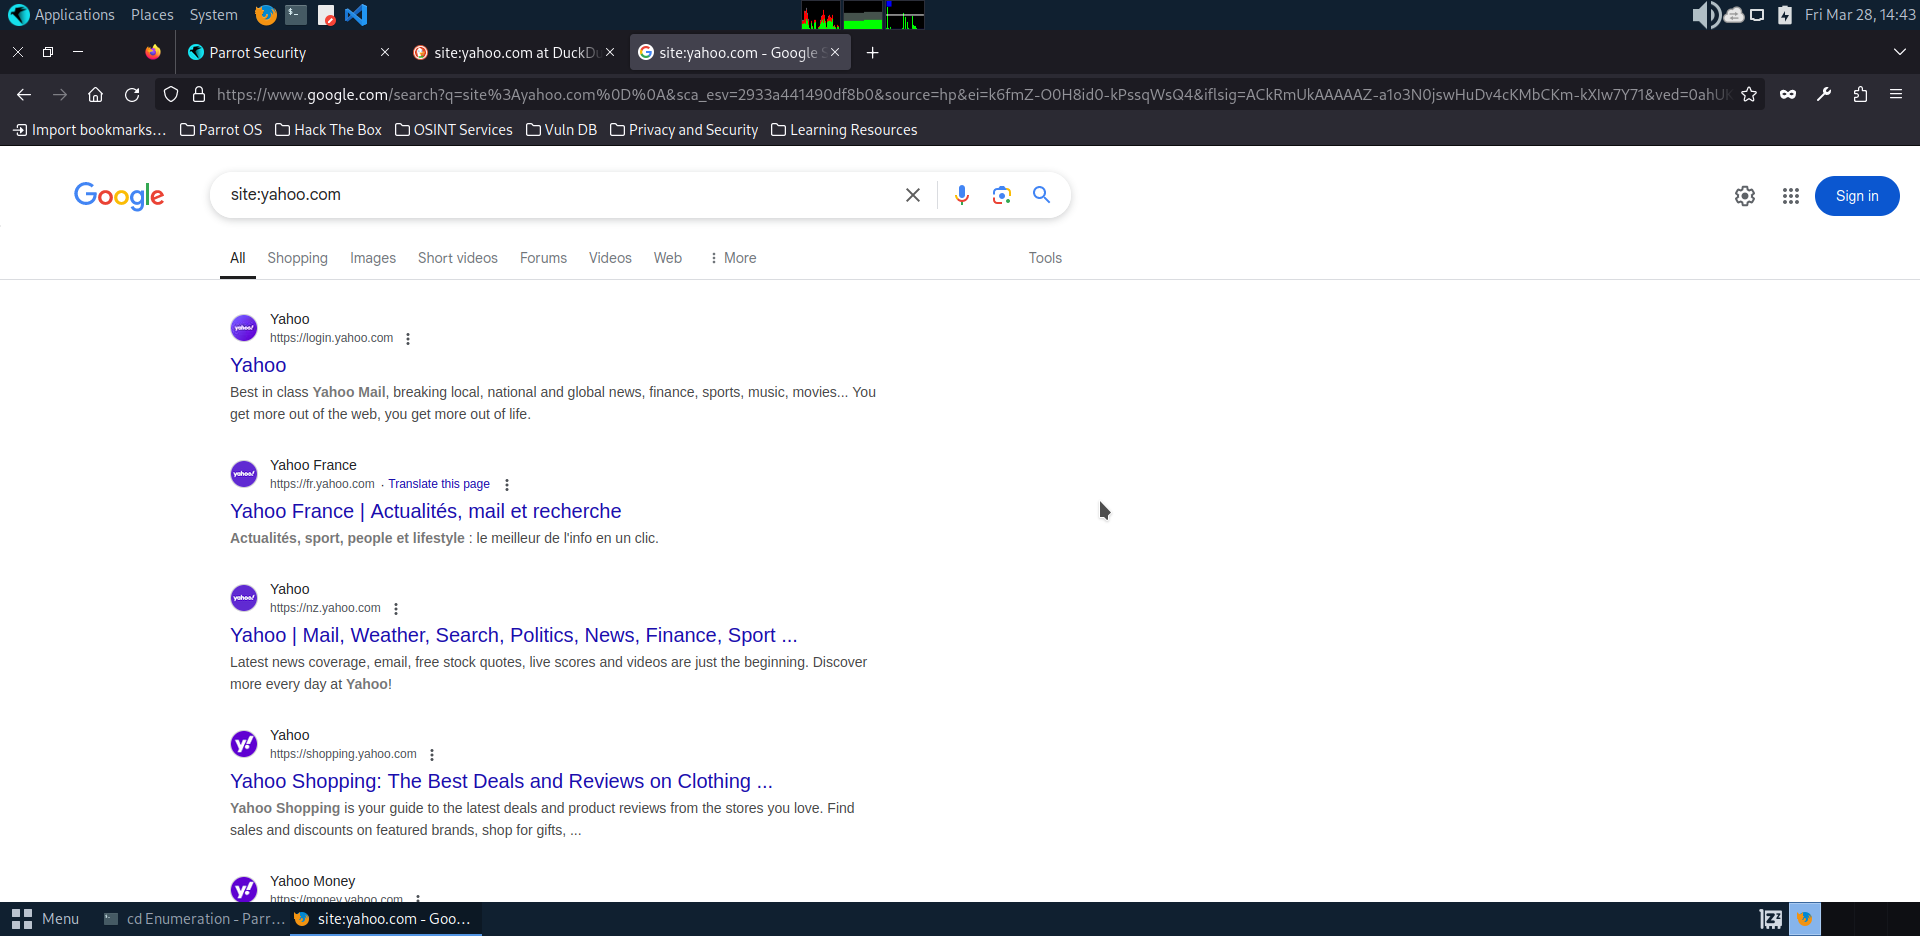 Applications Places System
Fri Mar 28, 14:43
Parrot Security
site:yahoo.com at DuckDu
site:yahoo.com - Google S
https://www.google.com/search?q=site%3Ayahoo.com%0D%0A&sca_esv=2933a441490df8b0&source=hp&ei=k6fmZ-O0H8id0-kPssqWsQ4&iflsig=ACkRmUkAAAAAZ-a1o3N0jswHuDv4cKMbCKm-kXIw7Y71&ved=0ahUK
Import bookmarks... Parrot OS Hack The Box OSINT Services Vuln DB Privacy and Security Learning Resources
Google
site:yahoo.com
Sign in
All Shopping Images Short videos Forums Videos Web More Tools
yahoo!
Yahoo
https://login.yahoo.com
Yahoo
Best in class Yahoo Mail, breaking local, national and global news, finance, sports, music, movies... You
get more out of the web, you get more out of life.
yahoo!
Yahoo France
https://fr.yahoo.com · Translate this page
Yahoo France | Actualités, mail et recherche
Actualités, sport, people et lifestyle : le meilleur de l'info en un clic.
yahoo!
Yahoo
https://nz.yahoo.com
Yahoo | Mail, Weather, Search, Politics, News, Finance, Sport ...
Latest news coverage, email, free stock quotes, live scores and videos are just the beginning. Discover
more every day at Yahoo!
y!
Yahoo
https://shopping.yahoo.com
Yahoo Shopping: The Best Deals and Reviews on Clothing ...
Yahoo Shopping is your guide to the latest deals and product reviews from the stores you love. Find
sales and discounts on featured brands, shop for gifts, ...
y!
Yahoo Money
https://money.yahoo.com
Menu
cd Enumeration - Parr...
site:yahoo.com - Goo...